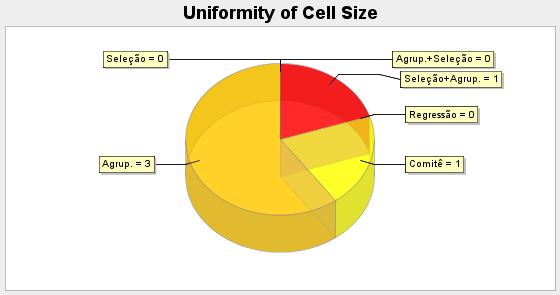 Uniformity of Cell Size
Seleção = 0
Agrup.+Seleção = 0
Seleção+Agrup. = 1
Regressão = 0
Agrup. = 3
Comitê = 1